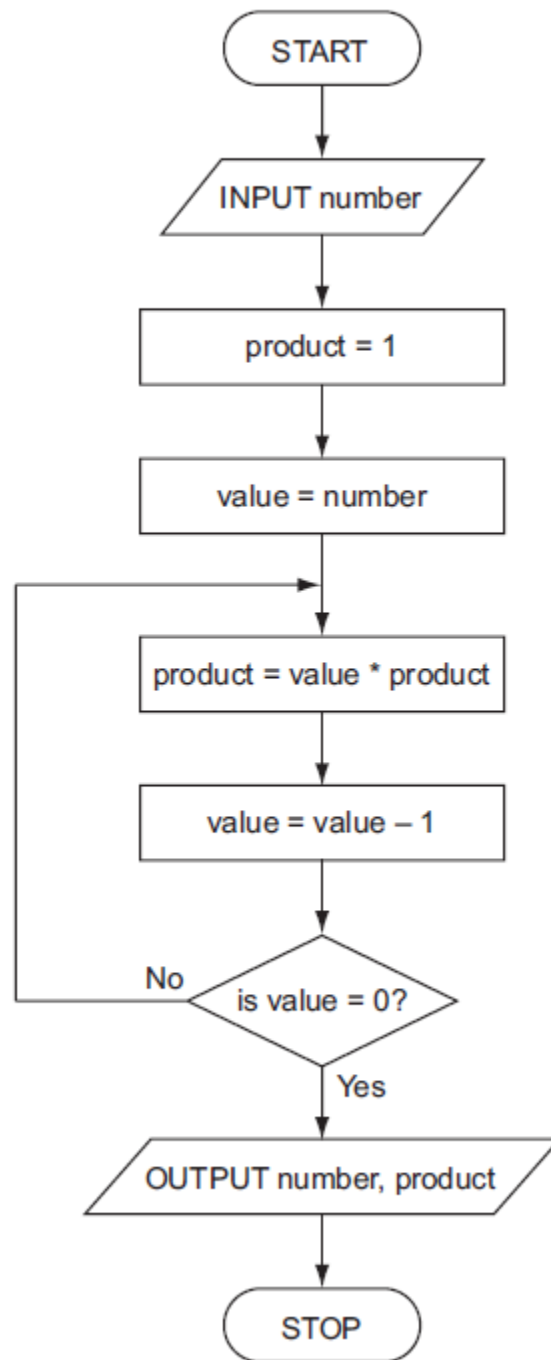 START
INPUT number
product = 1
value = number
product = value * product
value = value – 1
No
is value = 0?
Yes
OUTPUT number, product
STOP